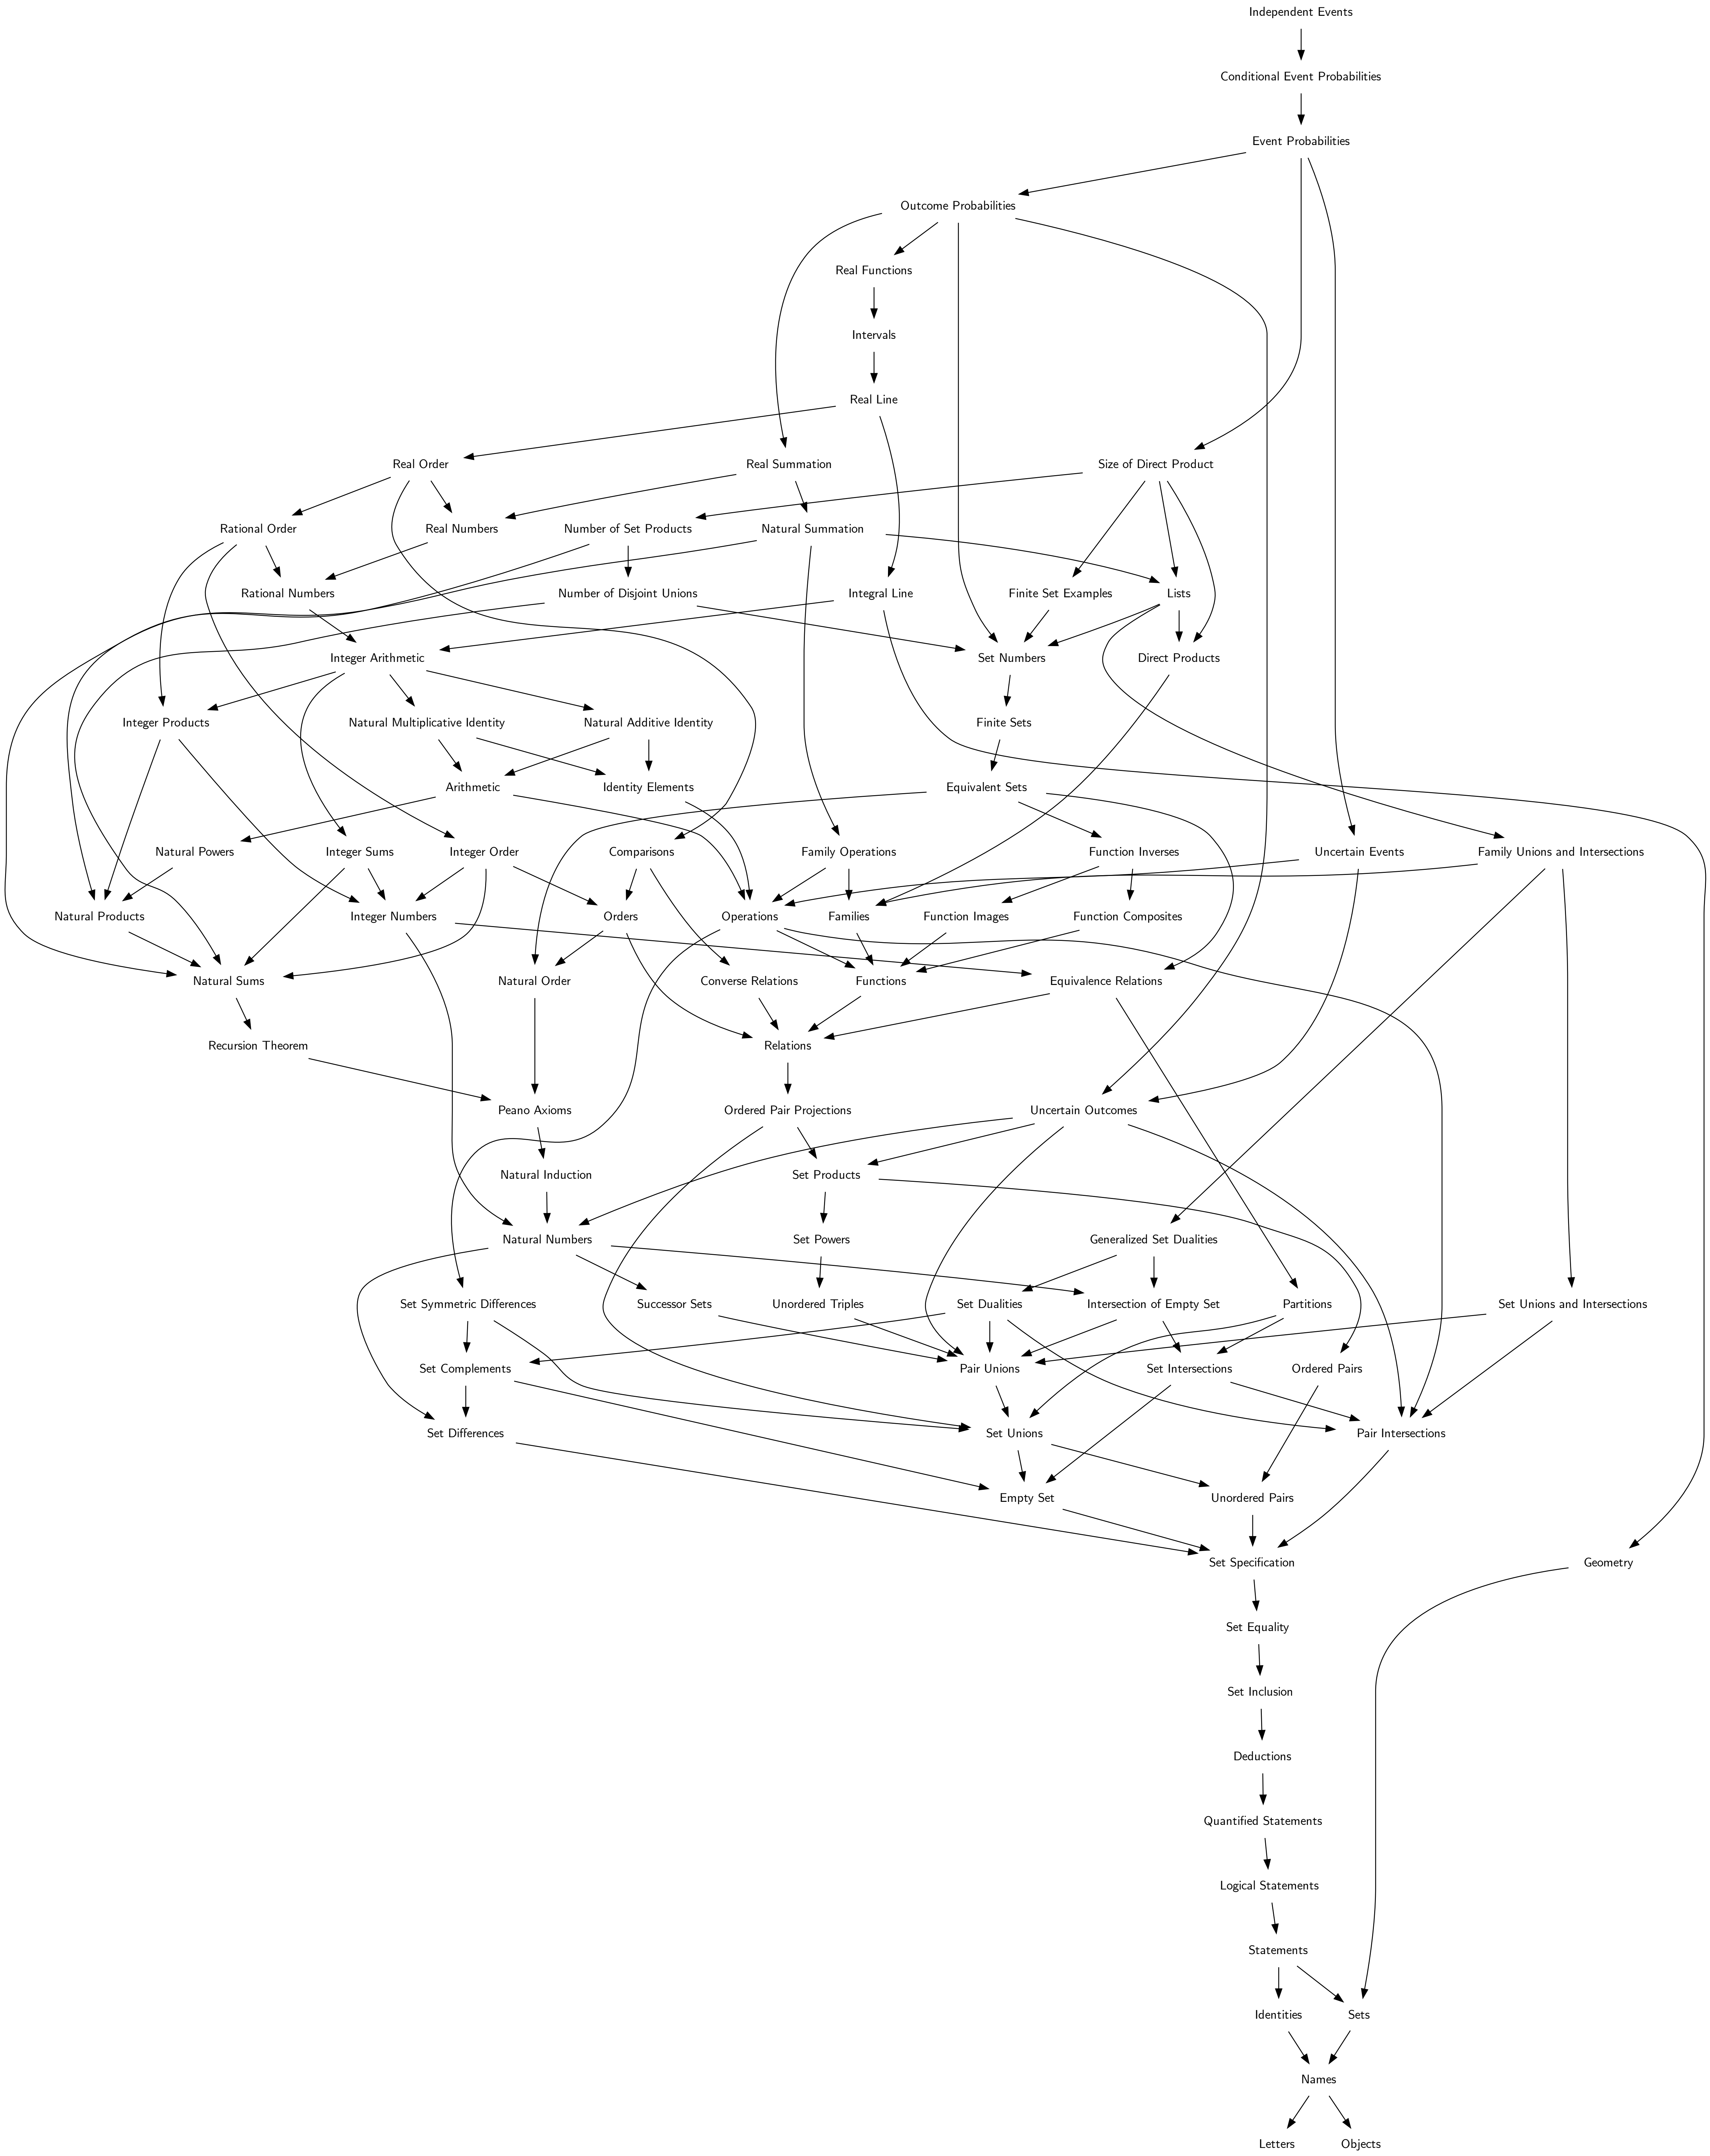 Independent Events
Conditional Event Probabilities
Event Probabilities
Outcome Probabilities
Real Functions
Intervals
Real Line
Real Order
Real Summation
Size of Direct Product
Rational Order
Real Numbers
Number of Set Products
Natural Summation
Rational Numbers
Number of Disjoint Unions
Integral Line
Finite Set Examples
Lists
Integer Arithmetic
Set Numbers
Direct Products
Integer Products
Natural Multiplicative Identity
Natural Additive Identity
Finite Sets
Arithmetic
Identity Elements
Equivalent Sets
Natural Powers
Integer Sums
Integer Order
Comparisons
Family Operations
Function Inverses
Uncertain Events
Family Unions and Intersections
Natural Products
Integer Numbers
Orders
Operations
Families
Function Images
Function Composites
Natural Sums
Natural Order
Converse Relations
Functions
Equivalence Relations
Recursion Theorem
Relations
Peano Axioms
Ordered Pair Projections
Uncertain Outcomes
Natural Induction
Set Products
Natural Numbers
Set Powers
Generalized Set Dualities
Set Symmetric Differences
Successor Sets
Unordered Triples
Set Dualities
Intersection of Empty Set
Partitions
Set Unions and Intersections
Set Complements
Pair Unions
Set Intersections
Ordered Pairs
Set Differences
Set Unions
Pair Intersections
Empty Set
Unordered Pairs
Set Specification
Geometry
Set Equality
Set Inclusion
Deductions
Quantified Statements
Logical Statements
Statements
Identities
Sets
Names
Letters
Objects